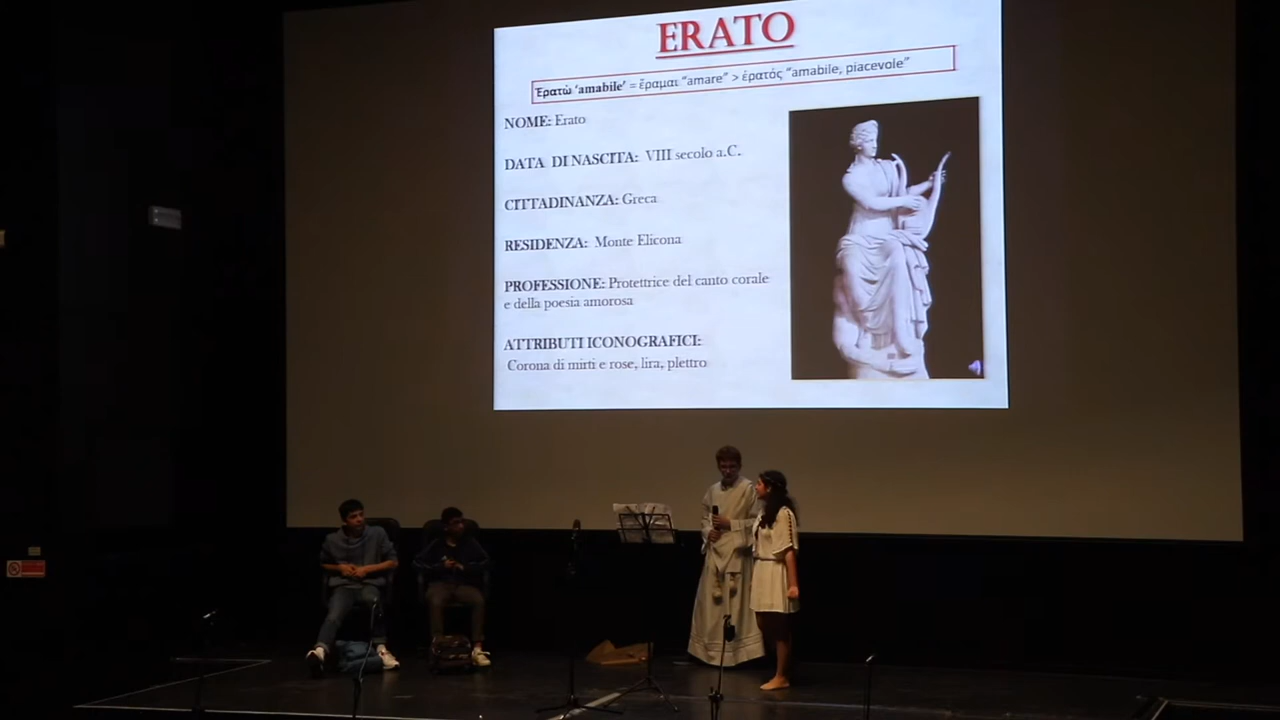 ERATO
Ἐρατώ ‘amabile’ = ἔραμαι “amare” > ἐρατός “amabile, piacevole”
NOME: Erato
DATA DI NASCITA: VIII secolo a.C.
CITTADINANZA: Greca
RESIDENZA: Monte Elicona
PROFESSIONE: Protettrice del canto corale
e della poesia amorosa
ATTRIBUTI ICONOGRAFICI:
Corona di mirti e rose, lira, plettro